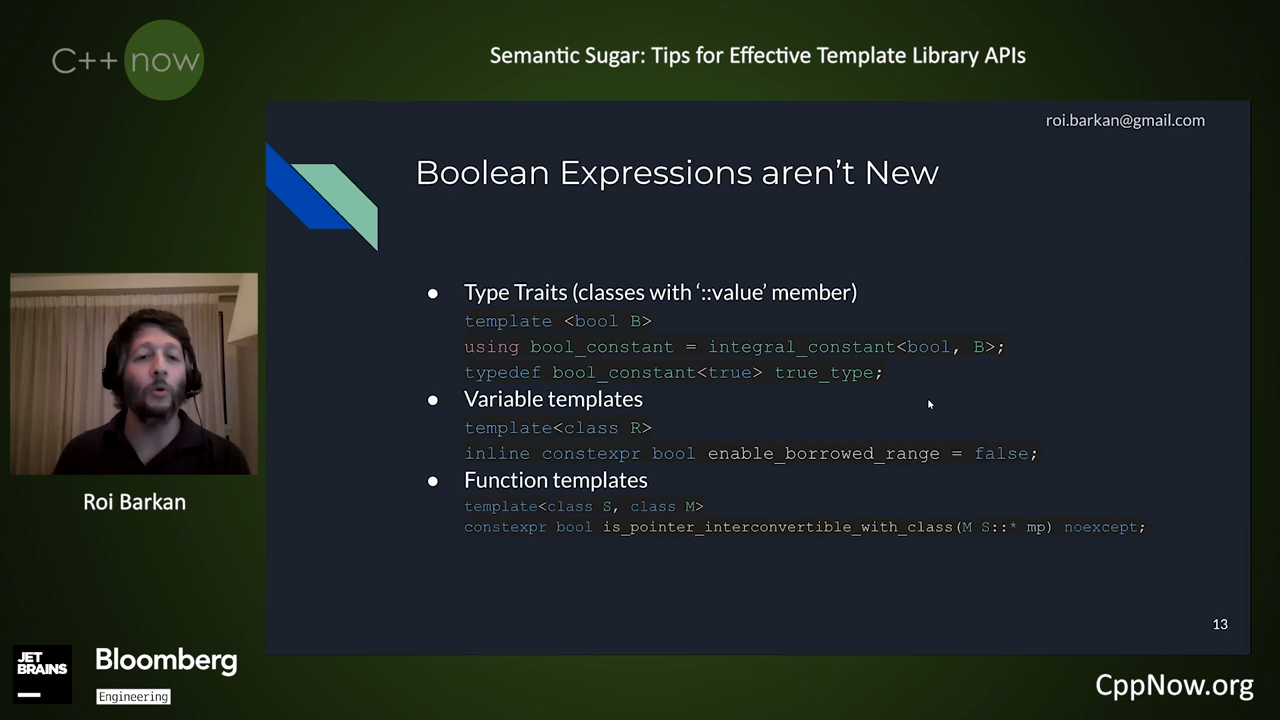 C++ now
Semantic Sugar: Tips for Effective Template Library APIs
roi.barkan@gmail.com
Boolean Expressions aren't New
● Type Traits (classes with '::value' member)
template <bool B>
using bool_constant = integral_constant<bool, B>;
typedef bool_constant<true> true_type;
● Variable templates
template<class R>
inline constexpr bool enable_borrowed_range = false;
● Function templates
template<class S, class M>
constexpr bool is_pointer_interconvertible_with_class(M S::* mp) noexcept;
13
Roi Barkan
JET
BRAINS
Bloomberg
Engineering
CppNow.org